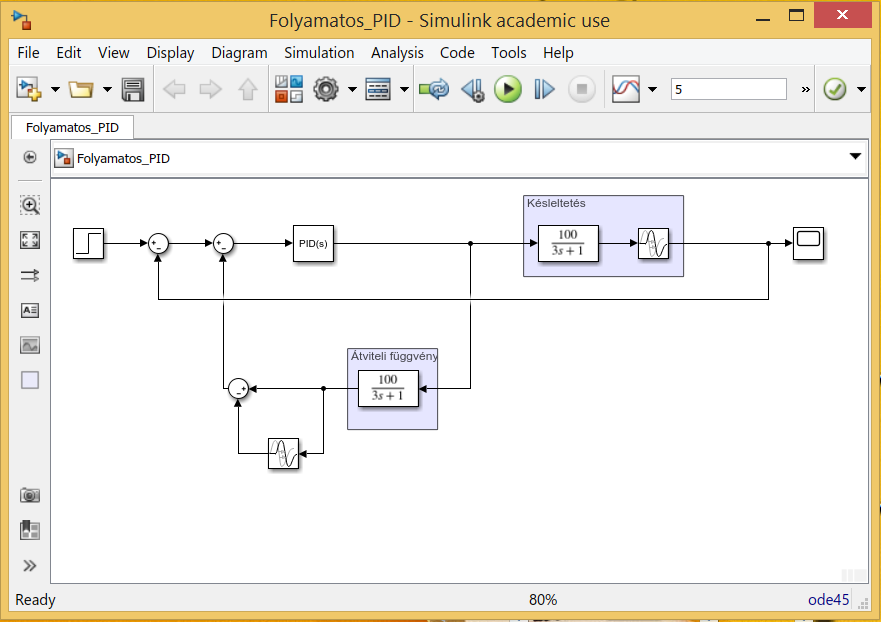 Folyamatos_PID - Simulink academic use
File Edit View Display Diagram Simulation Analysis Code Tools Help
5 »
Folyamatos_PID
Folyamatos_PID
Késleltetés
100
3s+1
PID(s)
+
-
+
-
Átviteli függvény
100
3s+1
-
+
Ready 80% ode45